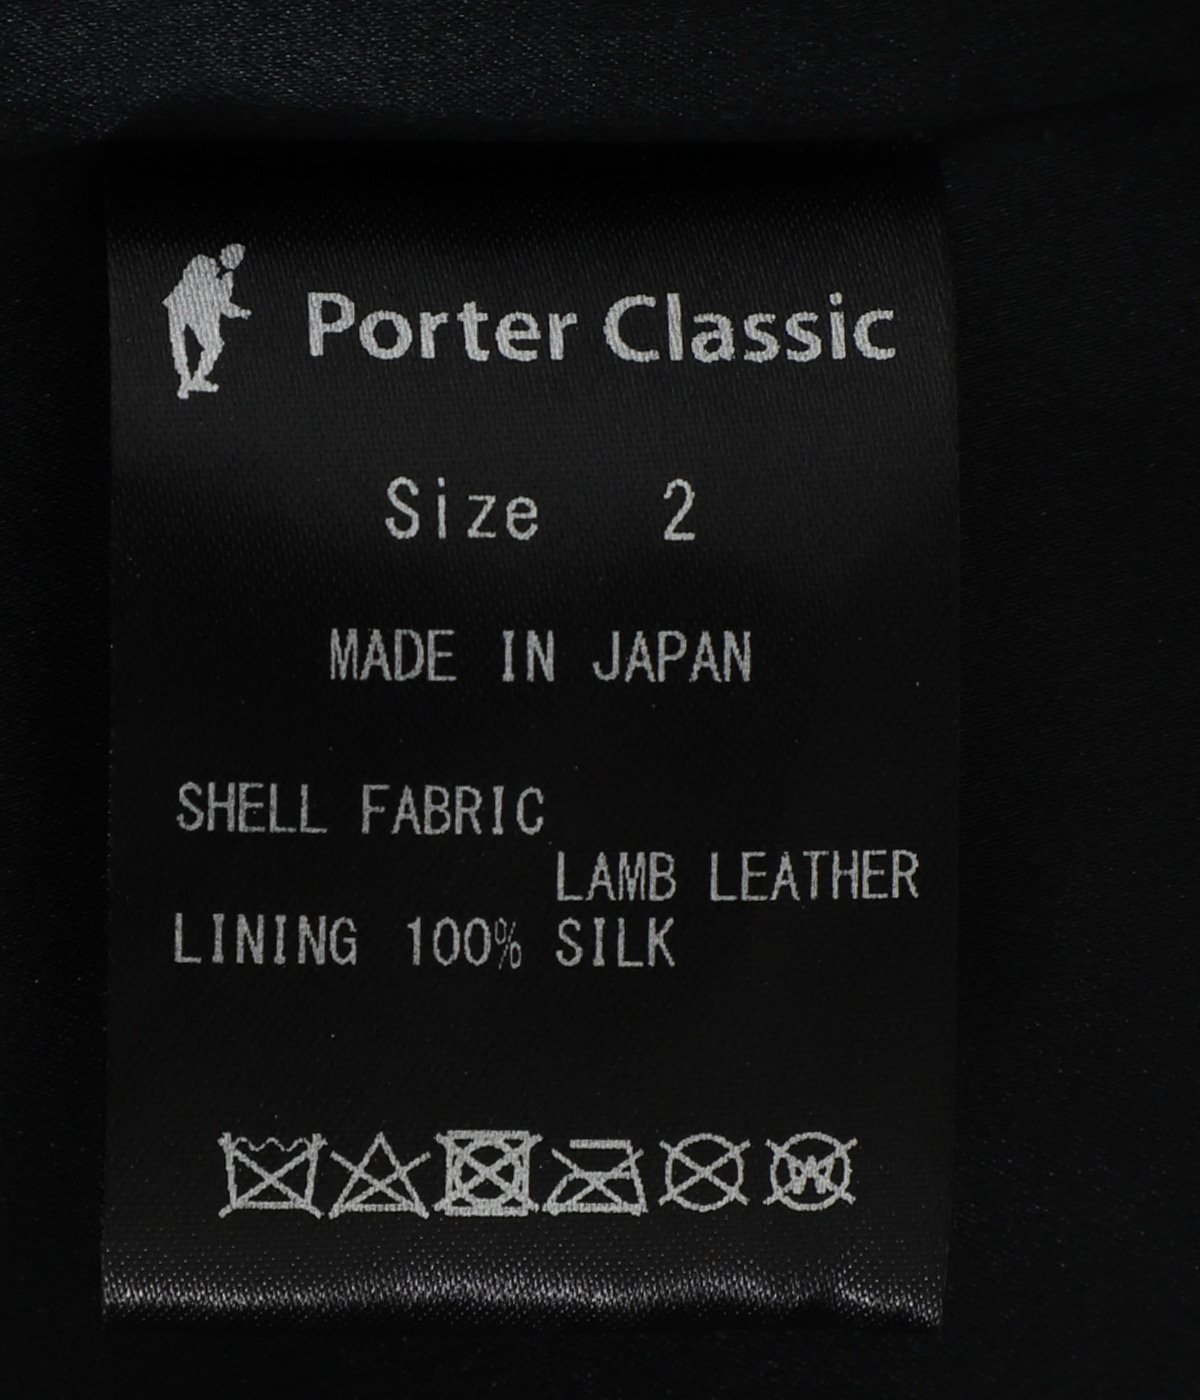 Porter Classic
Size 2
MADE IN JAPAN
SHELL FABRIC
LAMB LEATHER
LINING 100% SILK
W